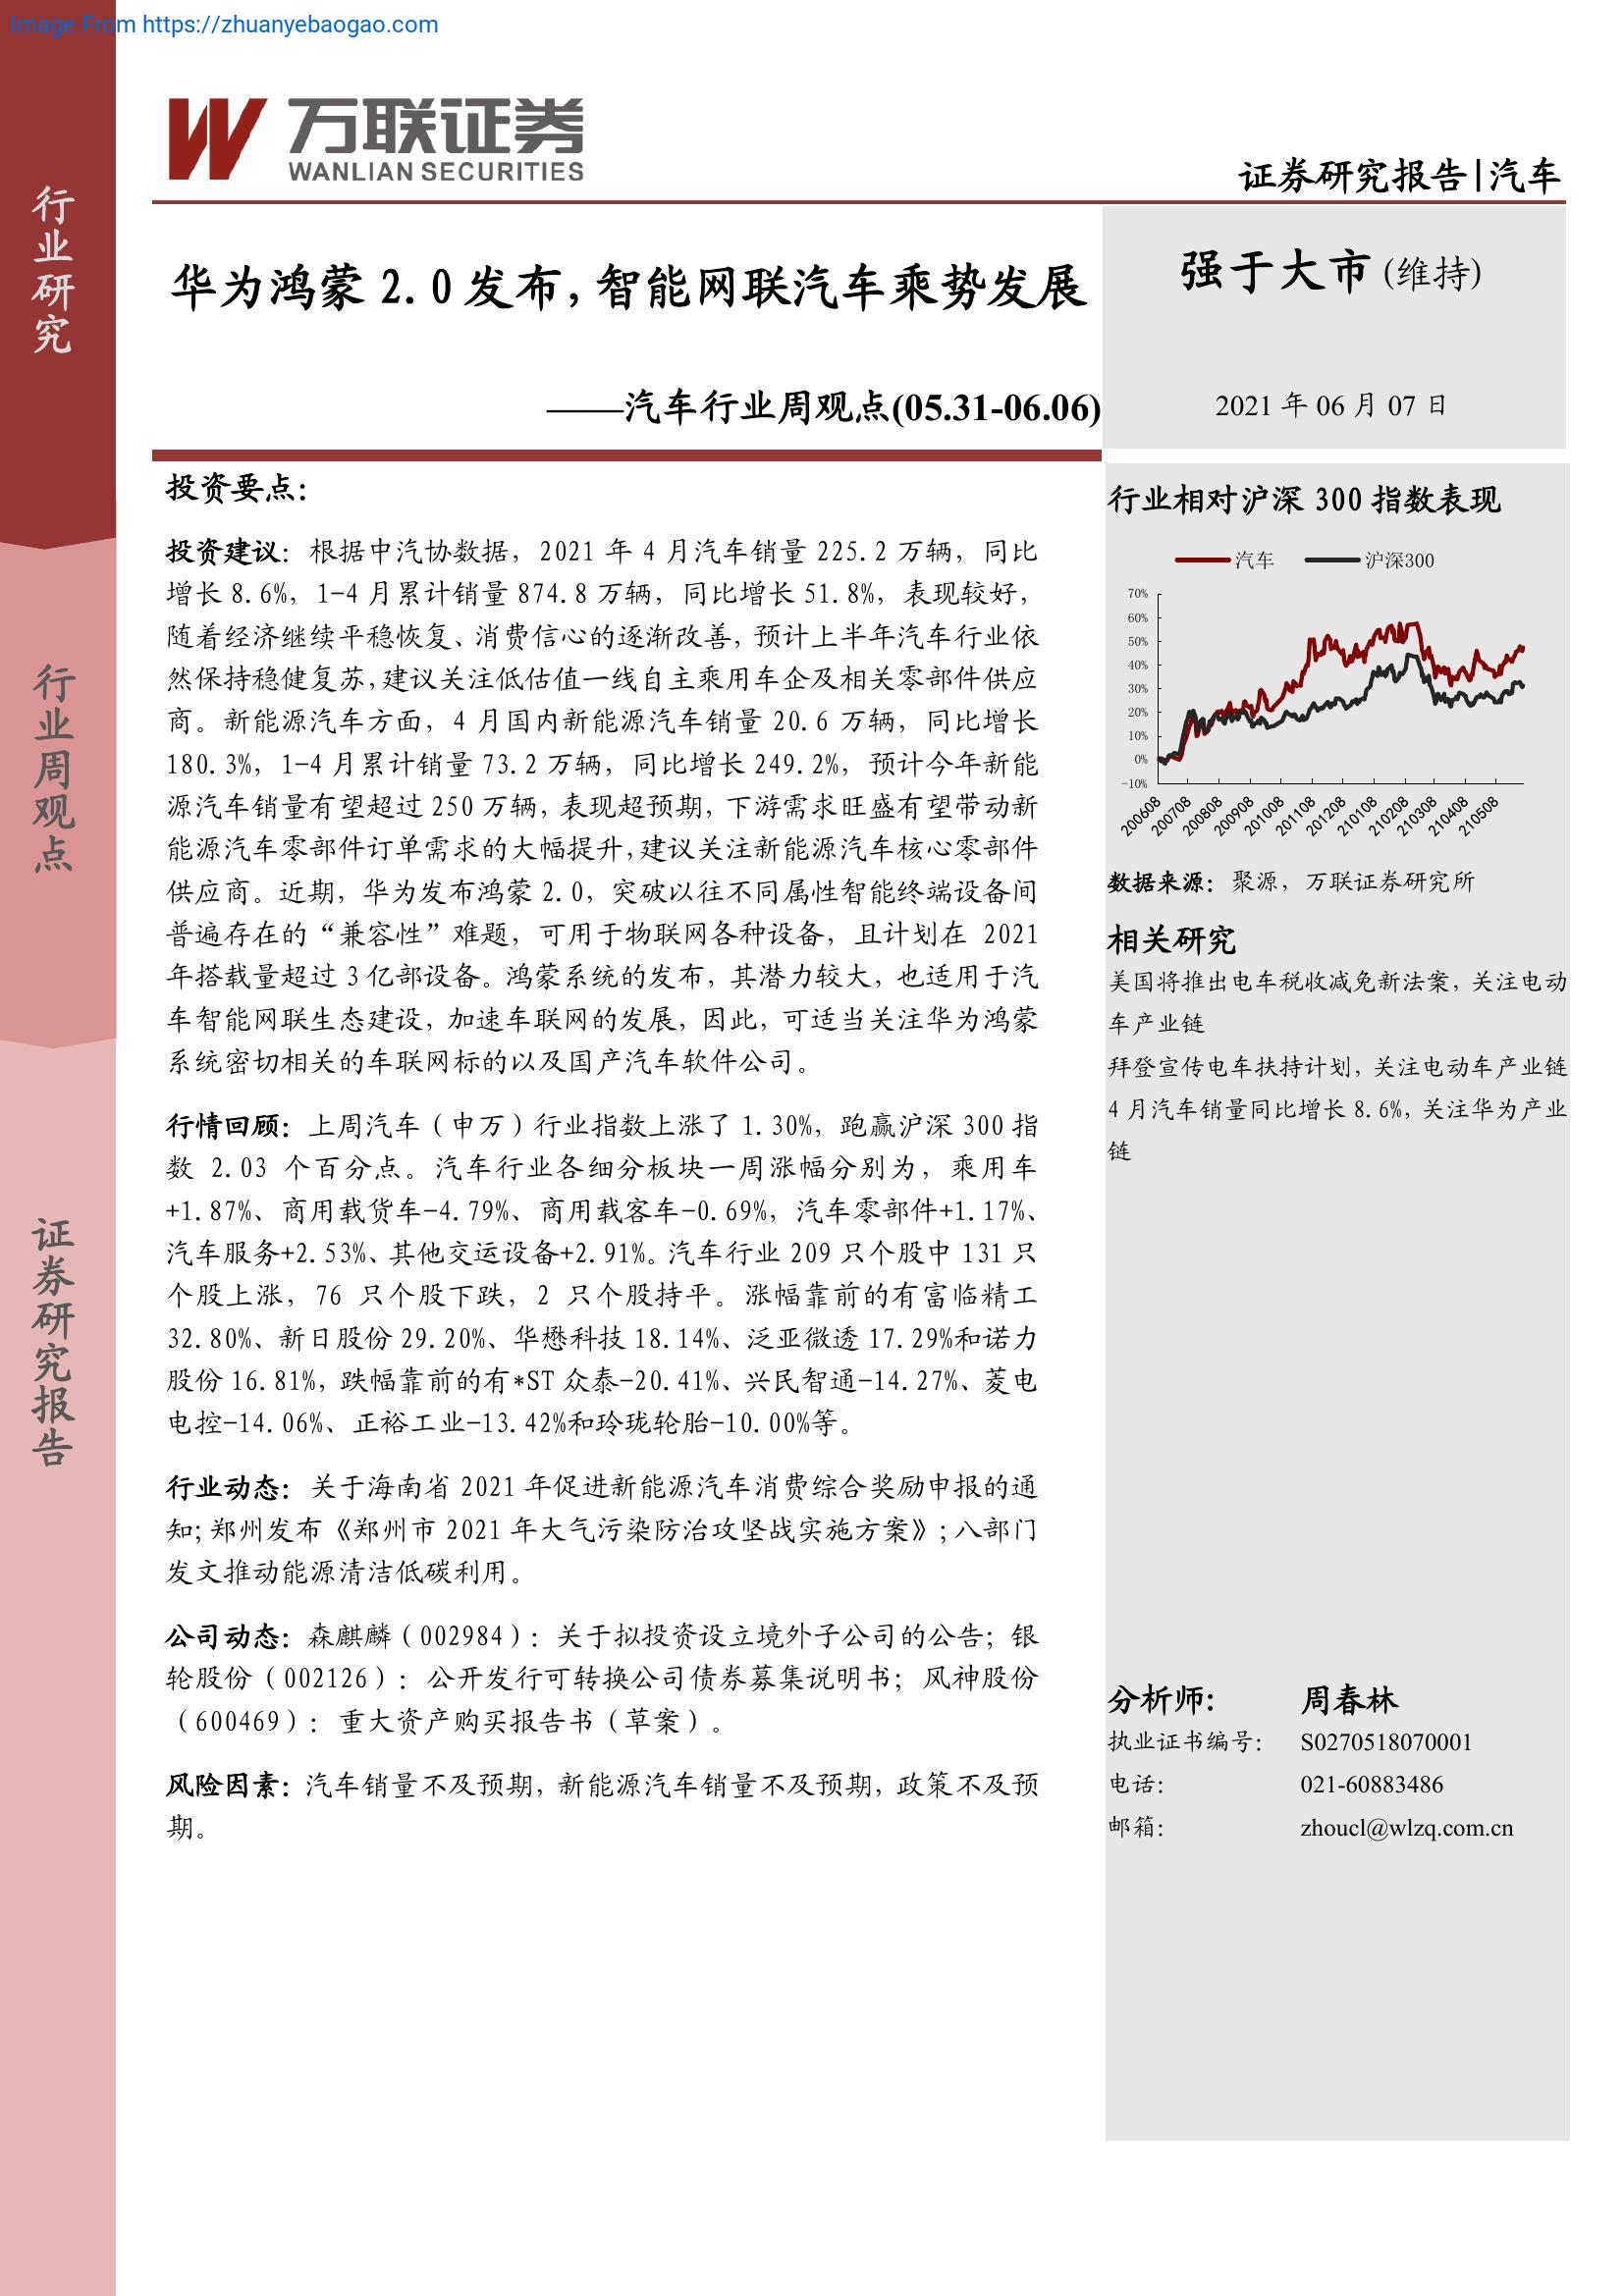 Image From https://zhuanyebaogao.com
行业研究
行业周观点
证券研究报告
万联证券
WANLIAN SECURITIES
证券研究报告|汽车
华为鸿蒙 2.0 发布，智能网联汽车乘势发展
——汽车行业周观点(05.31-06.06)
强于大市 (维持)
2021 年 06 月 07 日
投资要点：
投资建议：根据中汽协数据，2021 年 4 月汽车销量 225.2 万辆，同比
增长 8.6%，1-4 月累计销量 874.8 万辆，同比增长 51.8%，表现较好，
随着经济继续平稳恢复、消费信心的逐渐改善，预计上半年汽车行业依
然保持稳健复苏，建议关注低估值一线自主乘用车企及相关零部件供应
商。新能源汽车方面，4 月国内新能源汽车销量 20.6 万辆，同比增长
180.3%，1-4 月累计销量 73.2 万辆，同比增长 249.2%，预计今年新能
源汽车销量有望超过 250 万辆，表现超预期，下游需求旺盛有望带动新
能源汽车零部件订单需求的大幅提升，建议关注新能源汽车核心零部件
供应商。近期，华为发布鸿蒙 2.0，突破以往不同属性智能终端设备间
普遍存在的“兼容性”难题，可用于物联网各种设备，且计划在 2021
年搭载量超过 3 亿部设备。鸿蒙系统的发布，其潜力较大，也适用于汽
车智能网联生态建设，加速车联网的发展，因此，可适当关注华为鸿蒙
系统密切相关的车联网标的以及国产汽车软件公司。
行情回顾：上周汽车（申万）行业指数上涨了 1.30%，跑赢沪深 300 指
数 2.03 个百分点。汽车行业各细分板块一周涨幅分别为，乘用车
+1.87%、商用载货车-4.79%、商用载客车-0.69%，汽车零部件+1.17%、
汽车服务+2.53%、其他交运设备+2.91%。汽车行业 209 只个股中 131 只
个股上涨，76 只个股下跌，2 只个股持平。涨幅靠前的有富临精工
32.80%、新日股份 29.20%、华懋科技 18.14%、泛亚微透 17.29%和诺力
股份 16.81%，跌幅靠前的有*ST 众泰-20.41%、兴民智通-14.27%、菱电
电控-14.06%、正裕工业-13.42%和玲珑轮胎-10.00%等。
行业动态：关于海南省 2021 年促进新能源汽车消费综合奖励申报的通
知；郑州发布《郑州市 2021 年大气污染防治攻坚战实施方案》；八部门
发文推动能源清洁低碳利用。
公司动态：森麒麟（002984）：关于拟投资设立境外子公司的公告；银
轮股份（002126）：公开发行可转换公司债券募集说明书；风神股份
（600469）：重大资产购买报告书（草案）。
风险因素：汽车销量不及预期，新能源汽车销量不及预期，政策不及预
期。
行业相对沪深 300 指数表现
汽车 沪深300
70%
60%
50%
40%
30%
20%
10%
0%
-10%
200608 200708 200808 200908 201008 201108 201208 210108 210208 210308 210408 210508
数据来源：聚源，万联证券研究所
相关研究
美国将推出电车税收减免新法案，关注电动
车产业链
拜登宣传电车扶持计划，关注电动车产业链
4 月汽车销量同比增长 8.6%，关注华为产业
链
分析师: 周春林
执业证书编号: S0270518070001
电话: 021-60883486
邮箱: zhoucl@wlzq.com.cn